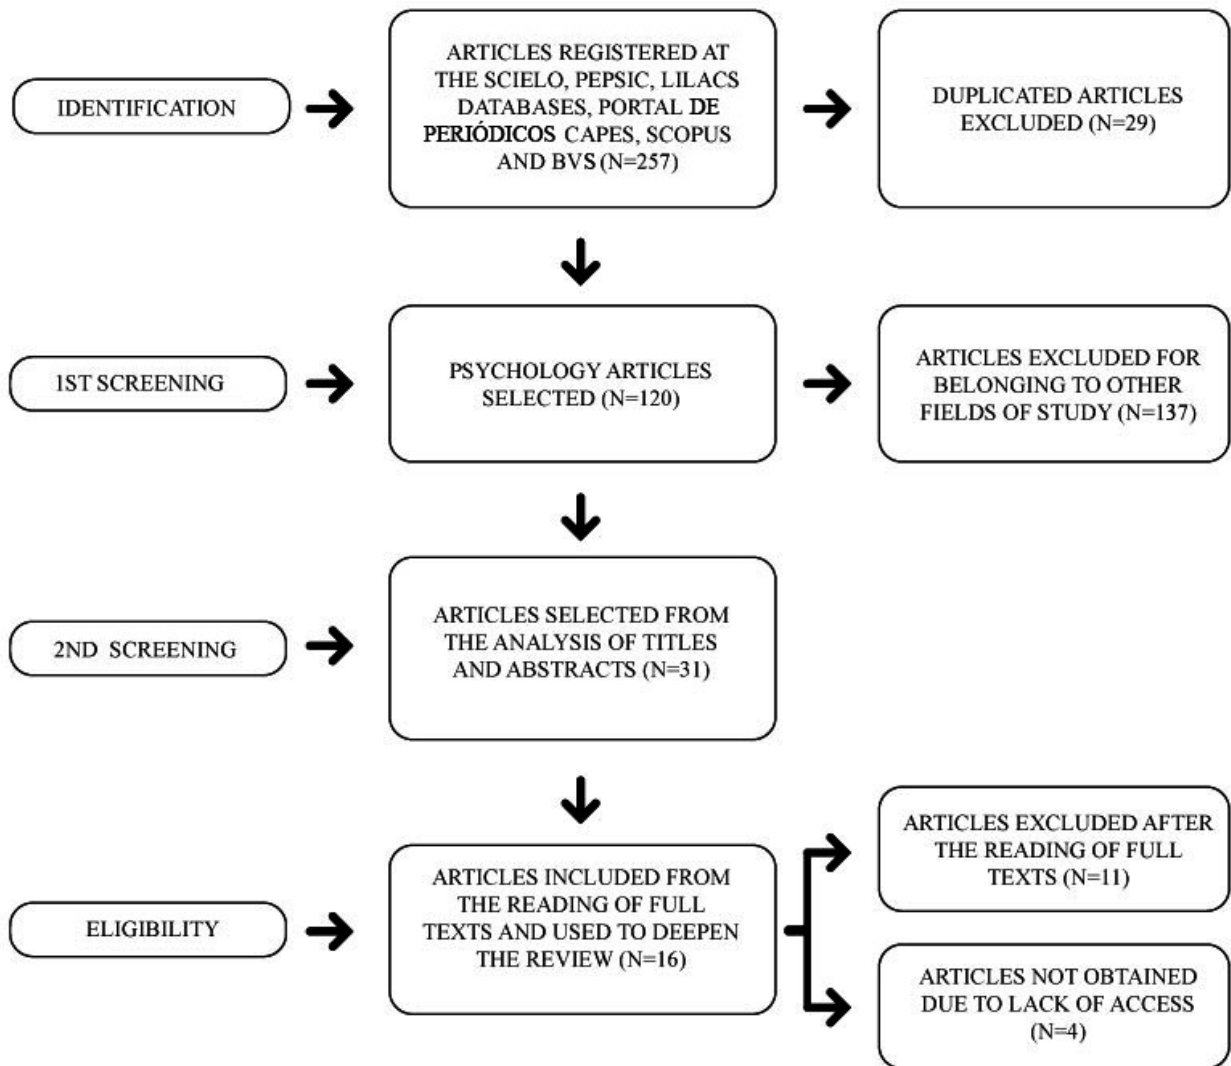 IDENTIFICATION
ARTICLES REGISTERED AT
THE SCIELO, PEPSIC, LILACS
DATABASES, PORTAL DE
PERIÓDICOS CAPES, SCOPUS
AND BVS (N=257)
DUPLICATED ARTICLES
EXCLUDED (N=29)
1ST SCREENING
PSYCHOLOGY ARTICLES
SELECTED (N=120)
ARTICLES EXCLUDED FOR
BELONGING TO OTHER
FIELDS OF STUDY (N=137)
2ND SCREENING
ARTICLES SELECTED FROM
THE ANALYSIS OF TITLES
AND ABSTRACTS (N=31)
ELIGIBILITY
ARTICLES INCLUDED FROM
THE READING OF FULL
TEXTS AND USED TO DEEPEN
THE REVIEW (N=16)
ARTICLES EXCLUDED AFTER
THE READING OF FULL
TEXTS (N=11)
ARTICLES NOT OBTAINED
DUE TO LACK OF ACCESS
(N=4)